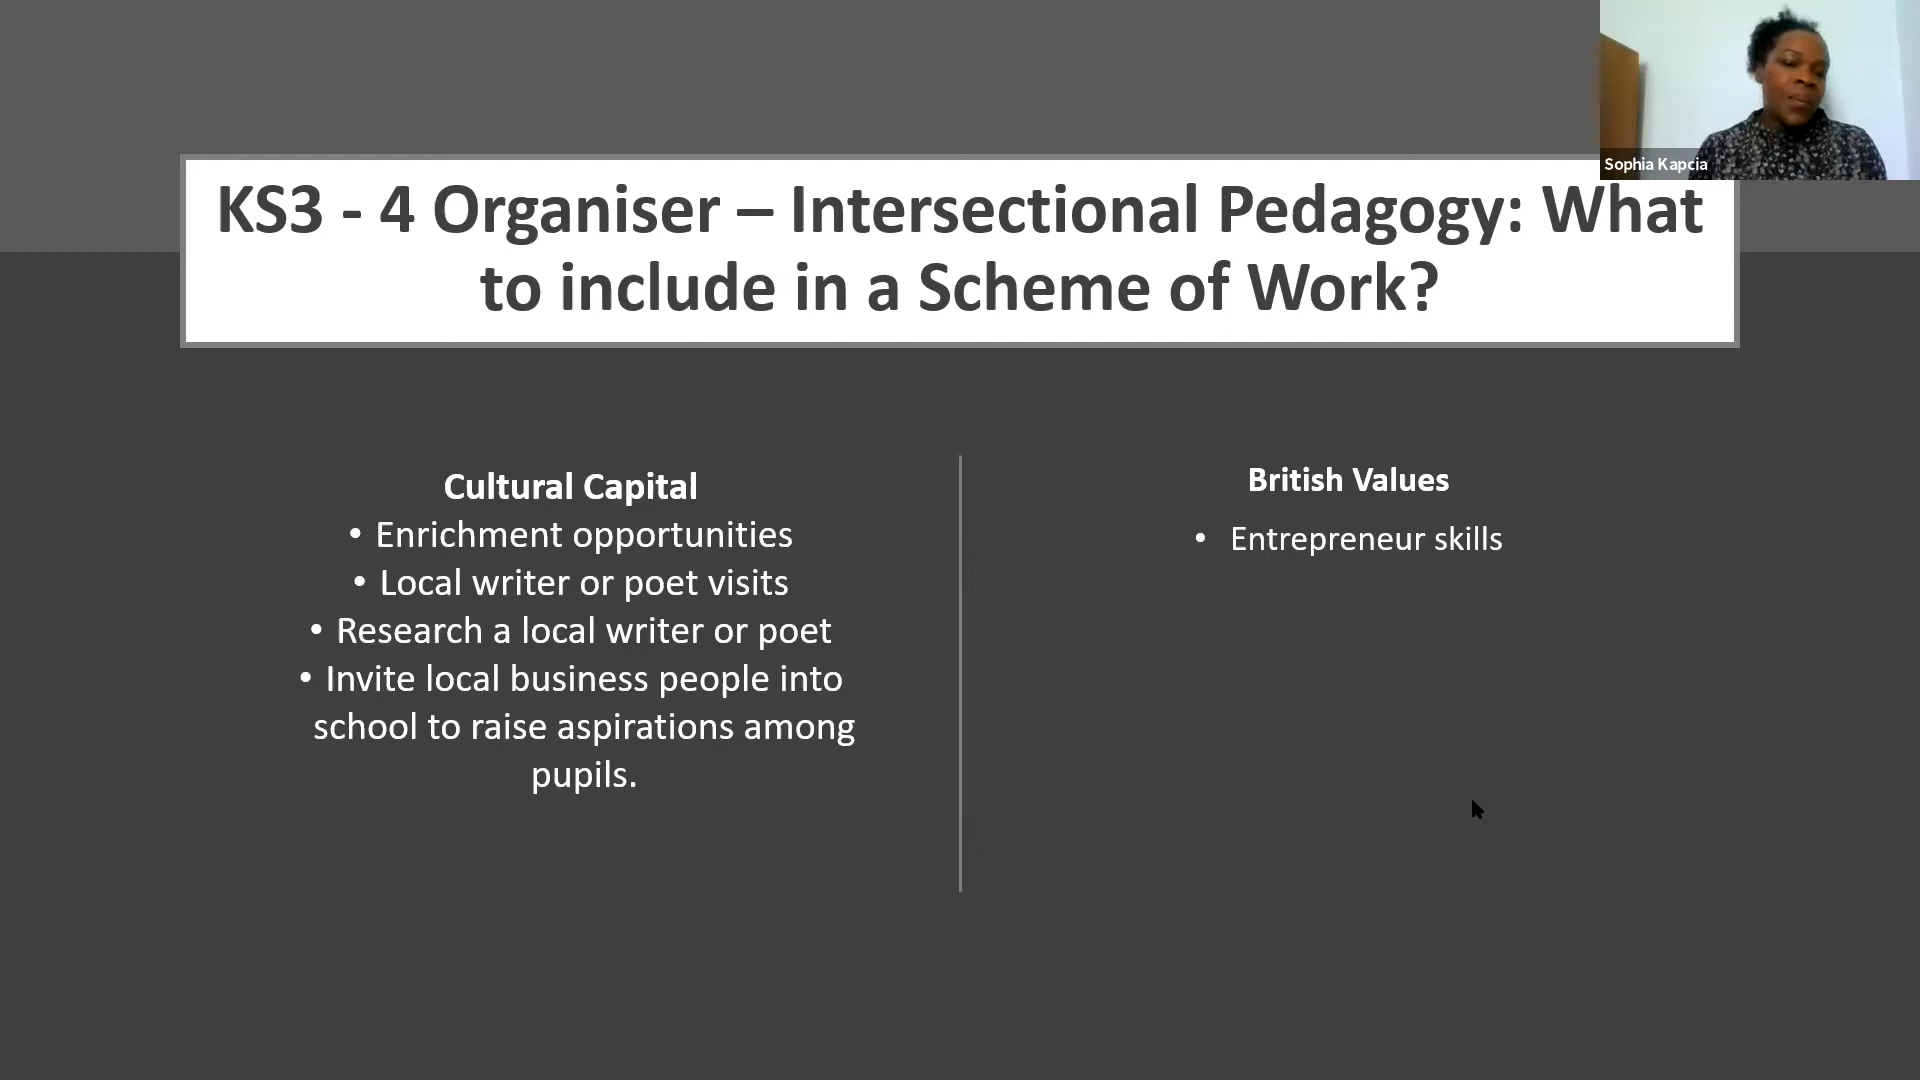 Sophia Kapcia
KS3 - 4 Organiser – Intersectional Pedagogy: What
to include in a Scheme of Work?
Cultural Capital
• Enrichment opportunities
• Local writer or poet visits
• Research a local writer or poet
• Invite local business people into
school to raise aspirations among
pupils.
British Values
• Entrepreneur skills